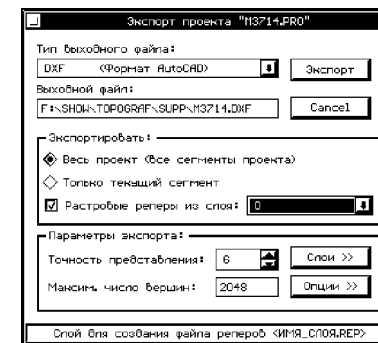 Экспорт проекта "M3714.PRO"
Тип выходного файла:
DXF (Формат AutoCAD)
Экспорт
Выходной файл:
F:\SHOW\TOPOGRAF\SUPP\M3714.DXF
Cancel
Экспортировать:
Весь проект (все сегменты проекта)
Только текущий сегмент
Растровые реперы из слоя: 0
Параметры экспорта:
Точность представления: 6
Слои >>
Максим. число вершин: 2048
Опции >>
Слой для создания файла реперов <ИМЯ_СЛОЯ.REP>